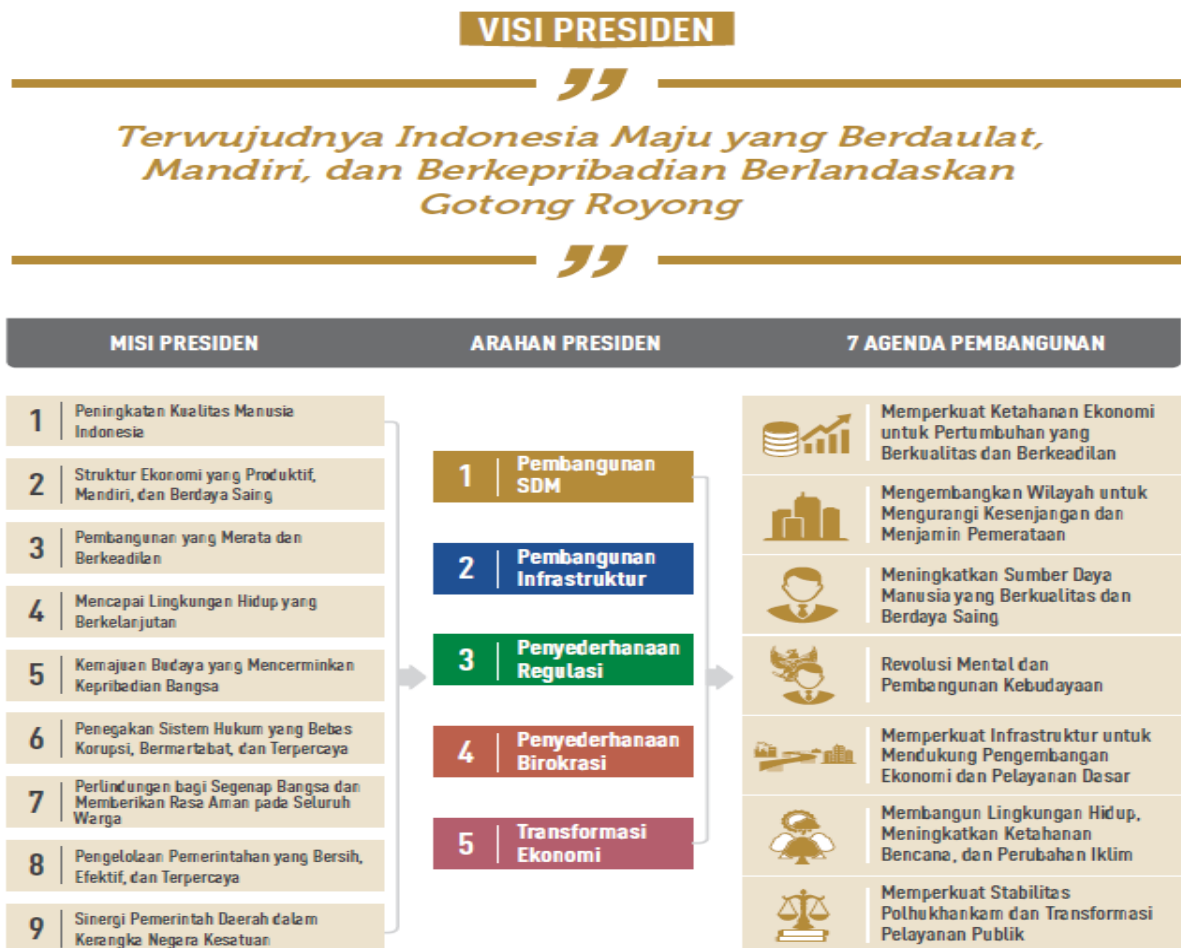 VISI PRESIDEN
”
Terwujudnya Indonesia Maju yang Berdaulat,
Mandiri, dan Berkepribadian Berlandaskan
Gotong Royong
”
MISI PRESIDEN
1
Peningkatan Kualitas Manusia
Indonesia
2
Struktur Ekonomi yang Produktif,
Mandiri, dan Berdaya Saing
3
Pembangunan yang Merata dan
Berkeadilan
4
Mencapai Lingkungan Hidup yang
Berkelanjutan
5
Kemajuan Budaya yang Mencerminkan
Kepribadian Bangsa
6
Penegakan Sistem Hukum yang Bebas
Korupsi, Bermartabat, dan Terpercaya
7
Perlindungan bagi Segenap Bangsa dan
Memberikan Rasa Aman pada Seluruh
Warga
8
Pengelolaan Pemerintahan yang Bersih,
Efektif, dan Terpercaya
9
Sinergi Pemerintah Daerah dalam
Kerangka Negara Kesatuan
ARAHAN PRESIDEN
1
Pembangunan
SDM
2
Pembangunan
Infrastruktur
3
Penyederhanaan
Regulasi
4
Penyederhanaan
Birokrasi
5
Transformasi
Ekonomi
7 AGENDA PEMBANGUNAN
Memperkuat Ketahanan Ekonomi
untuk Pertumbuhan yang
Berkualitas dan Berkeadilan
Mengembangkan Wilayah untuk
Mengurangi Kesenjangan dan
Menjamin Pemerataan
Meningkatkan Sumber Daya
Manusia yang Berkualitas dan
Berdaya Saing
Revolusi Mental dan
Pembangunan Kebudayaan
Memperkuat Infrastruktur untuk
Mendukung Pengembangan
Ekonomi dan Pelayanan Dasar
Membangun Lingkungan Hidup,
Meningkatkan Ketahanan
Bencana, dan Perubahan Iklim
Memperkuat Stabilitas
Polhukhankam dan Transformasi
Pelayanan Publik